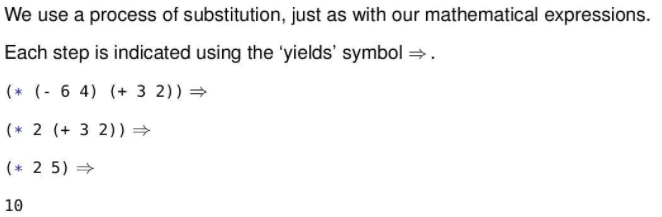 We use a process of substitution, just as with our mathematical expressions.
Each step is indicated using the ‘yields’ symbol ⇒ .
(* (- 6 4) (+ 3 2)) ⇒
(* 2 (+ 3 2)) ⇒
(* 2 5) ⇒
10